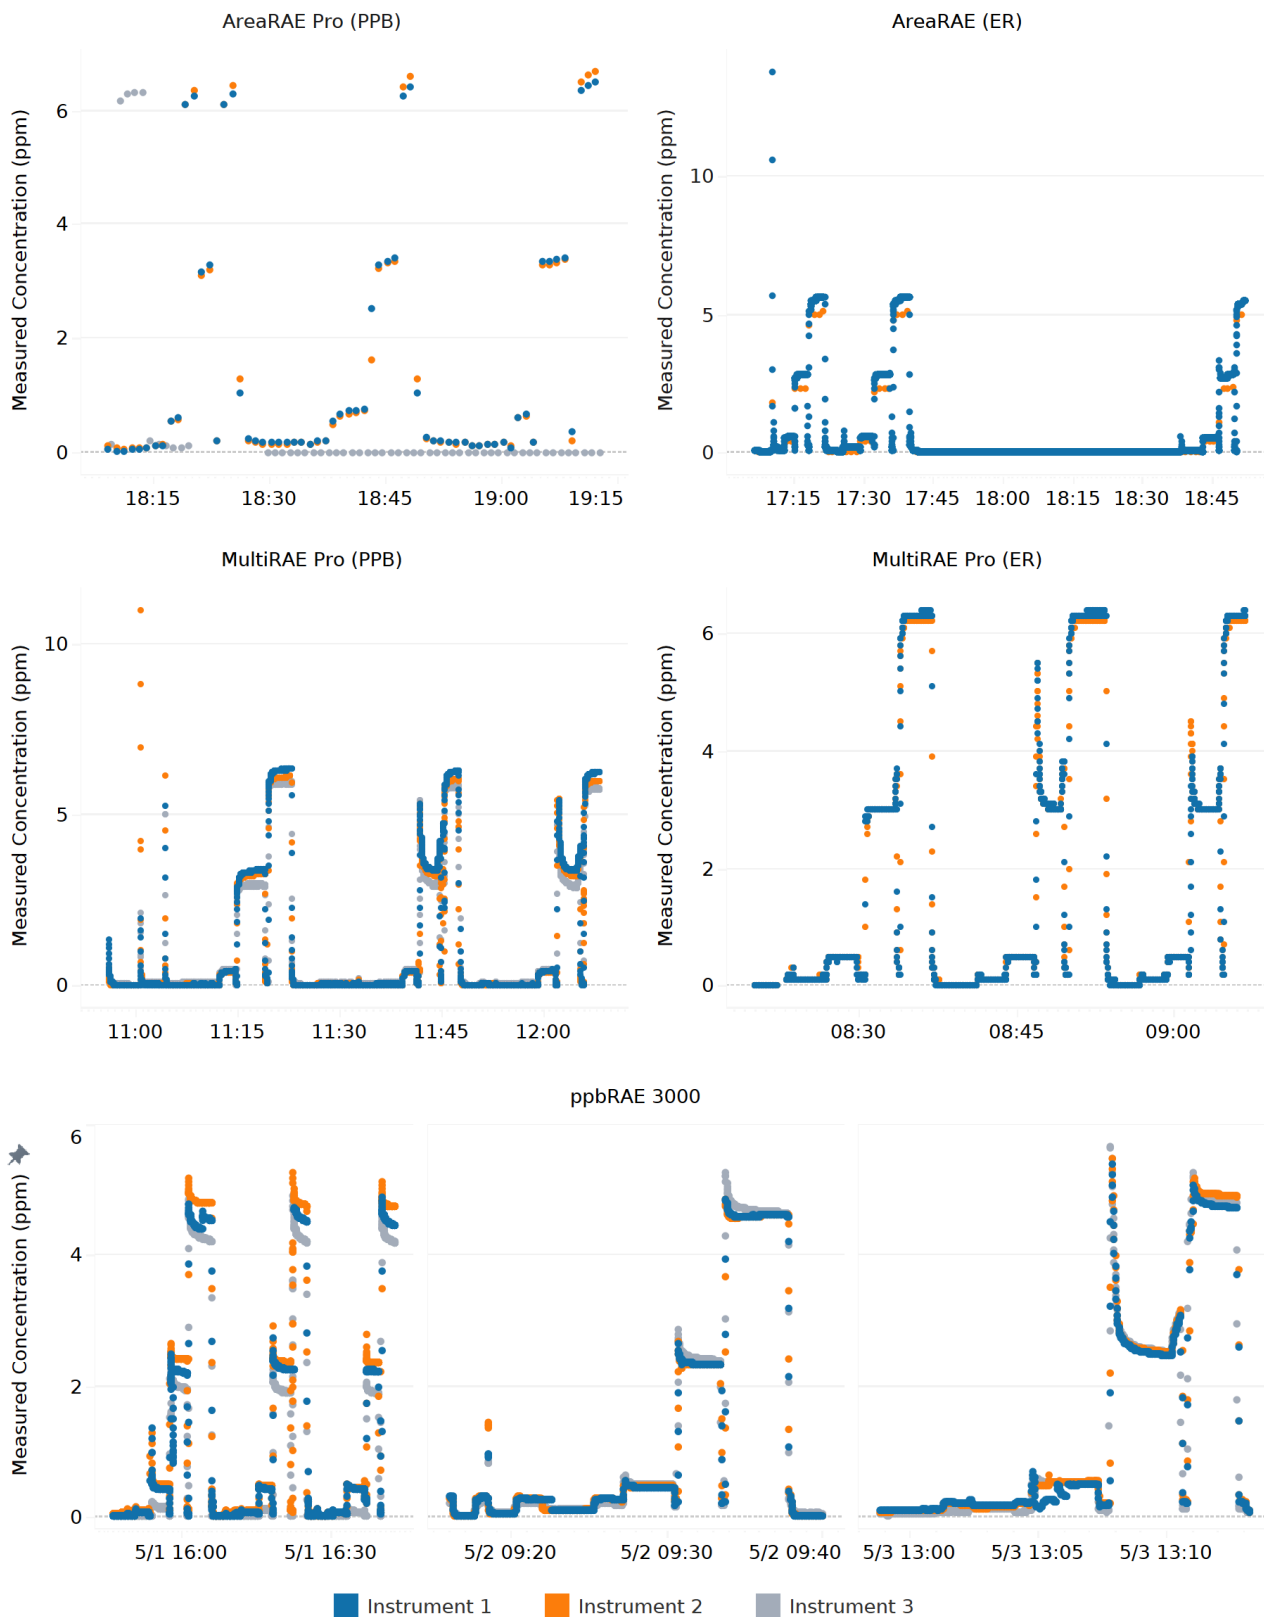 AreaRAE Pro (PPB)
AreaRAE (ER)
Measured Concentration (ppm)
6
4
2
0
18:15 18:30 18:45 19:00 19:15
Measured Concentration (ppm)
10
5
0
17:15 17:30 17:45 18:00 18:15 18:30 18:45
MultiRAE Pro (PPB)
MultiRAE Pro (ER)
Measured Concentration (ppm)
10
5
0
11:00 11:15 11:30 11:45 12:00
Measured Concentration (ppm)
6
4
2
0
08:30 08:45 09:00
ppbRAE 3000
Measured Concentration (ppm)
6
4
2
0
5/1 16:00 5/1 16:30 5/2 09:20 5/2 09:30 5/2 09:40 5/3 13:00 5/3 13:05 5/3 13:10
Instrument 1 Instrument 2 Instrument 3